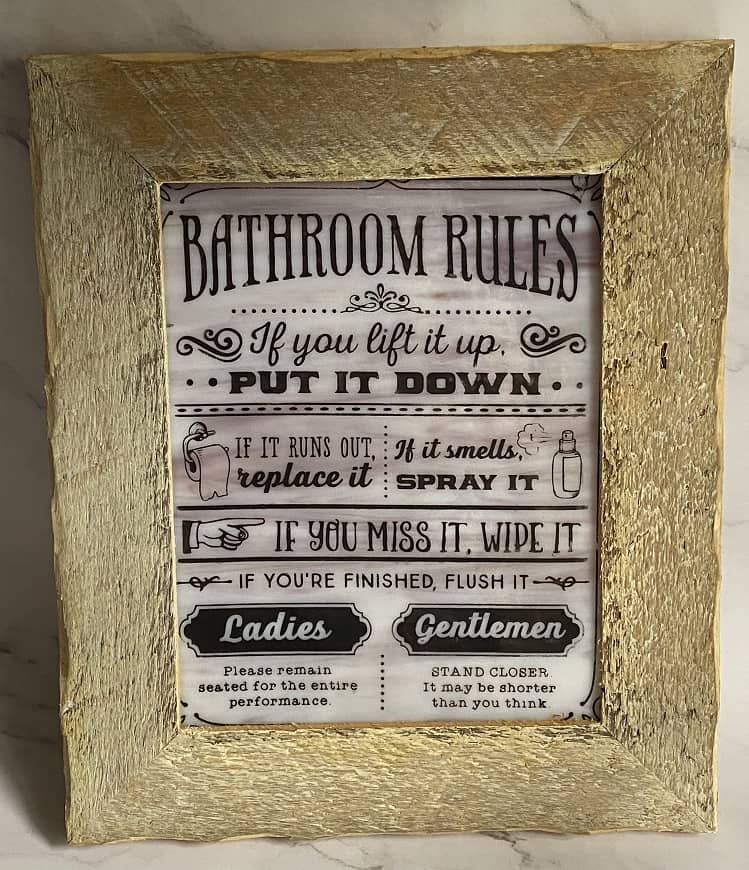 BATHROOM RULES
If you lift it up,
PUT IT DOWN
IF IT RUNS OUT,
replace it
If it smells,
SPRAY IT
IF YOU MISS IT, WIPE IT
IF YOU'RE FINISHED, FLUSH IT
Ladies
Please remain
seated for the entire
performance.
Gentlemen
STAND CLOSER
It may be shorter
than you think